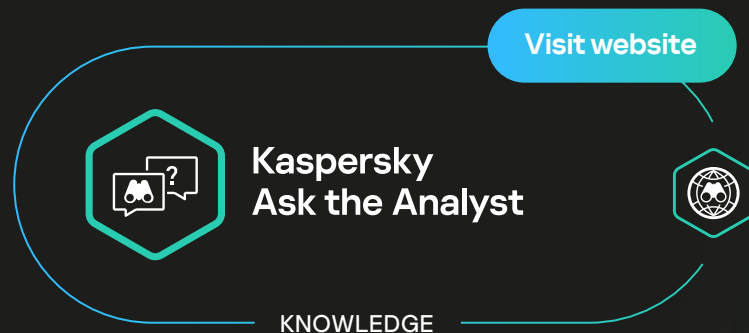 Visit website
?
Kaspersky
Ask the Analyst
KNOWLEDGE